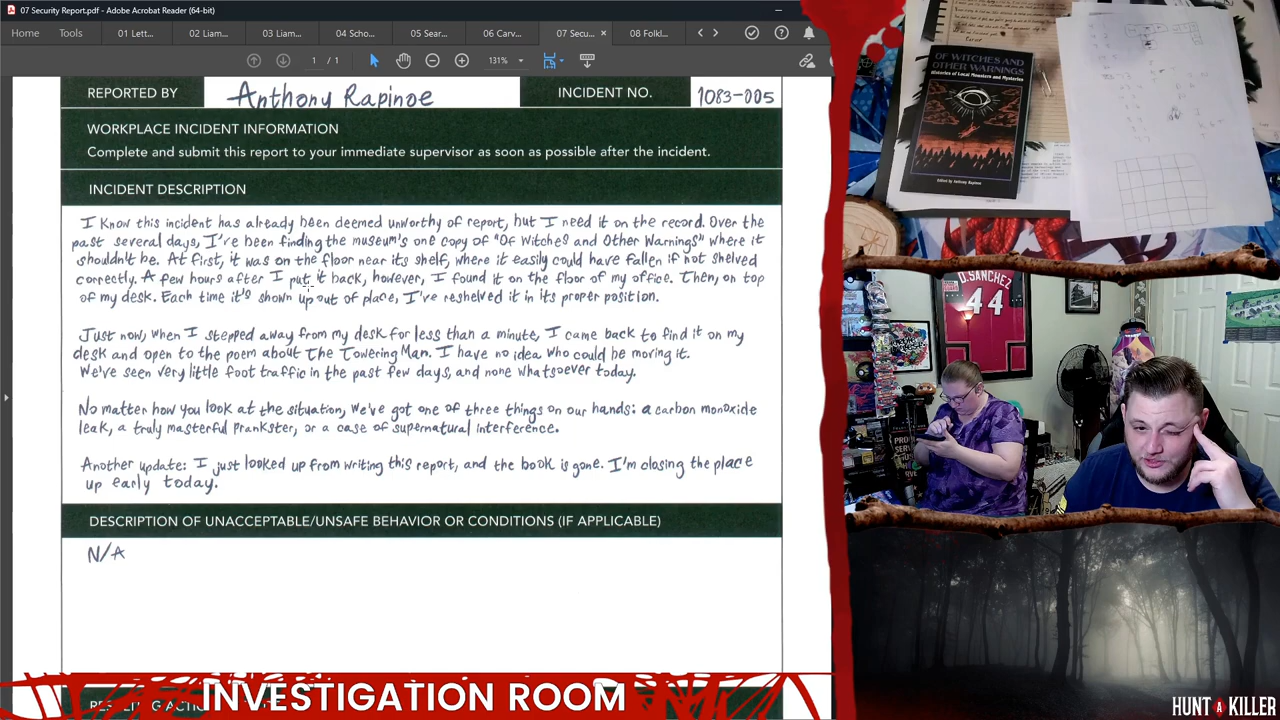 07 Security Report.pdf - Adobe Acrobat Reader (64-bit)
Home Tools 01 Lett... 02 Liam... 05 Sear... 06 Carv... 07 Secu... × 08 Folkl...
1 / 1 131%
REPORTED BY Anthony Rapinoe INCIDENT NO. 1083-005
WORKPLACE INCIDENT INFORMATION
Complete and submit this report to your immediate supervisor as soon as possible after the incident.
INCIDENT DESCRIPTION
I know this incident has already been deemed unworthy of report, but I need it on the record. Over the
past several days, I've been finding the museum's one copy of "Of Witches and Other Warnings" where it
shouldn't be. At first, it was on the floor near its shelf, where it easily could have fallen if not shelved
correctly. A few hours after I put it back, however, I found it on the floor of my office. Then, on top
of my desk. Each time it's shown up out of place, I've reshelved it in its proper position.
Just now, when I stepped away from my desk for less than a minute, I came back to find it on my
desk and open to the poem about The Towering Man. I have no idea who could be moving it.
We've seen very little foot traffic in the past few days, and none whatsoever today.
No matter how you look at the situation, we've got one of three things on our hands: a carbon monoxide
leak, a truly masterful prankster, or a case of supernatural interference.
Another update: I just looked up from writing this report, and the book is gone. I'm closing the place
up early today.
DESCRIPTION OF UNACCEPTABLE/UNSAFE BEHAVIOR OR CONDITIONS (IF APPLICABLE)
N/A
INVESTIGATION ROOM
OF WITCHES AND
OTHER WARNINGS
Histories of Local Monsters and Mysteries
Edited by Anthony Rapinoe
D.SANCHEZ
44
HUNT A KILLER